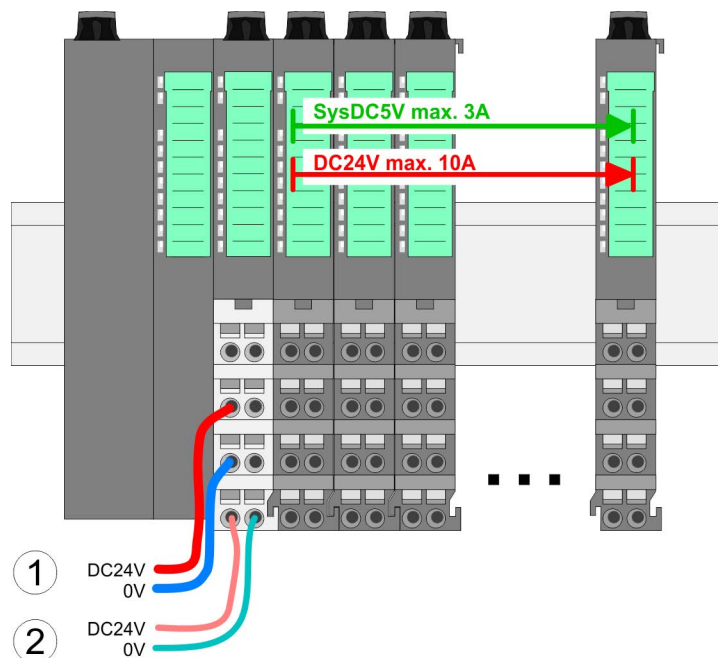 SysDC5V max. 3A
DC24V max. 10A
1 DC24V
0V
2 DC24V
0V